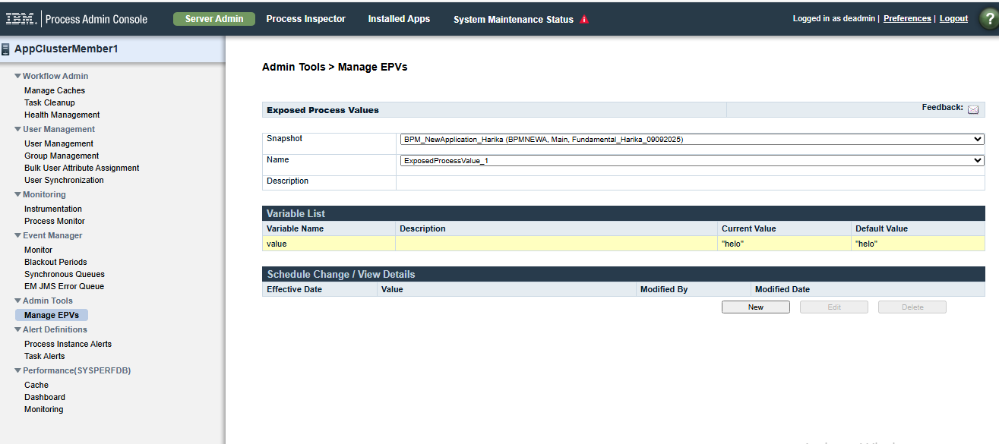 IBM. Process Admin Console Server Admin Process Inspector Installed Apps System Maintenance Status Logged in as deadmin | Preferences | Logout ?
AppClusterMember1
Workflow Admin
Manage Caches
Task Cleanup
Health Management
User Management
User Management
Group Management
Bulk User Attribute Assignment
User Synchronization
Monitoring
Instrumentation
Process Monitor
Event Manager
Monitor
Blackout Periods
Synchronous Queues
EM JMS Error Queue
Admin Tools
Manage EPVs
Alert Definitions
Process Instance Alerts
Task Alerts
Performance(SYSPERFDB)
Cache
Dashboard
Monitoring
Admin Tools > Manage EPVs
Exposed Process Values Feedback:
Snapshot BPM_NewApplication_Harika (BPMNEWA, Main, Fundamental_Harika_09092025)
Name ExposedProcessValue_1
Description
Variable List
Variable Name Description Current Value Default Value
value "helo" "helo"
Schedule Change / View Details
Effective Date Value Modified By Modified Date
New Edit Delete